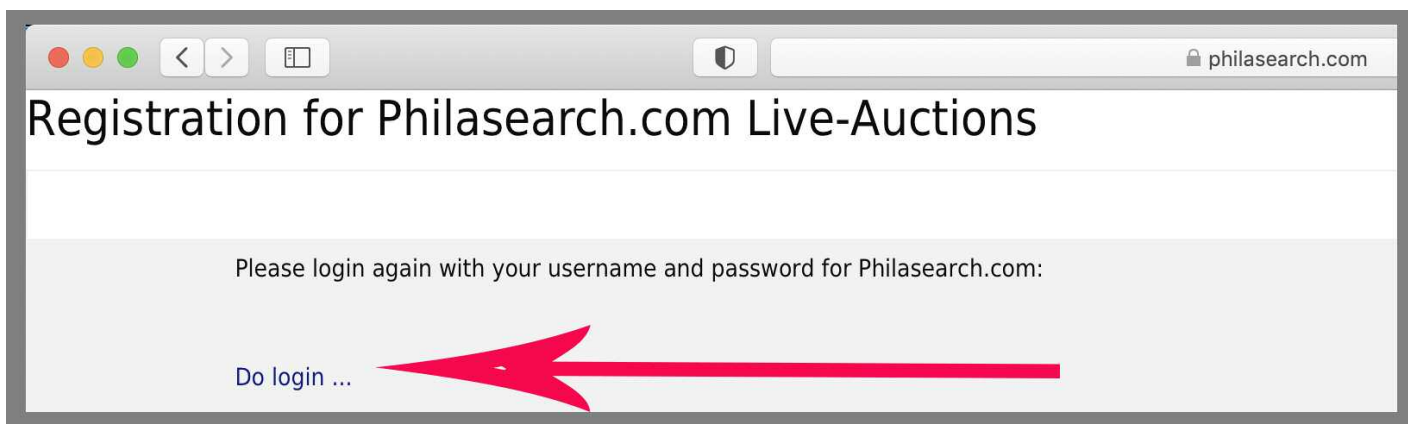 philasearch.com
Registration for Philasearch.com Live-Auctions
Please login again with your username and password for Philasearch.com:
Do login ...